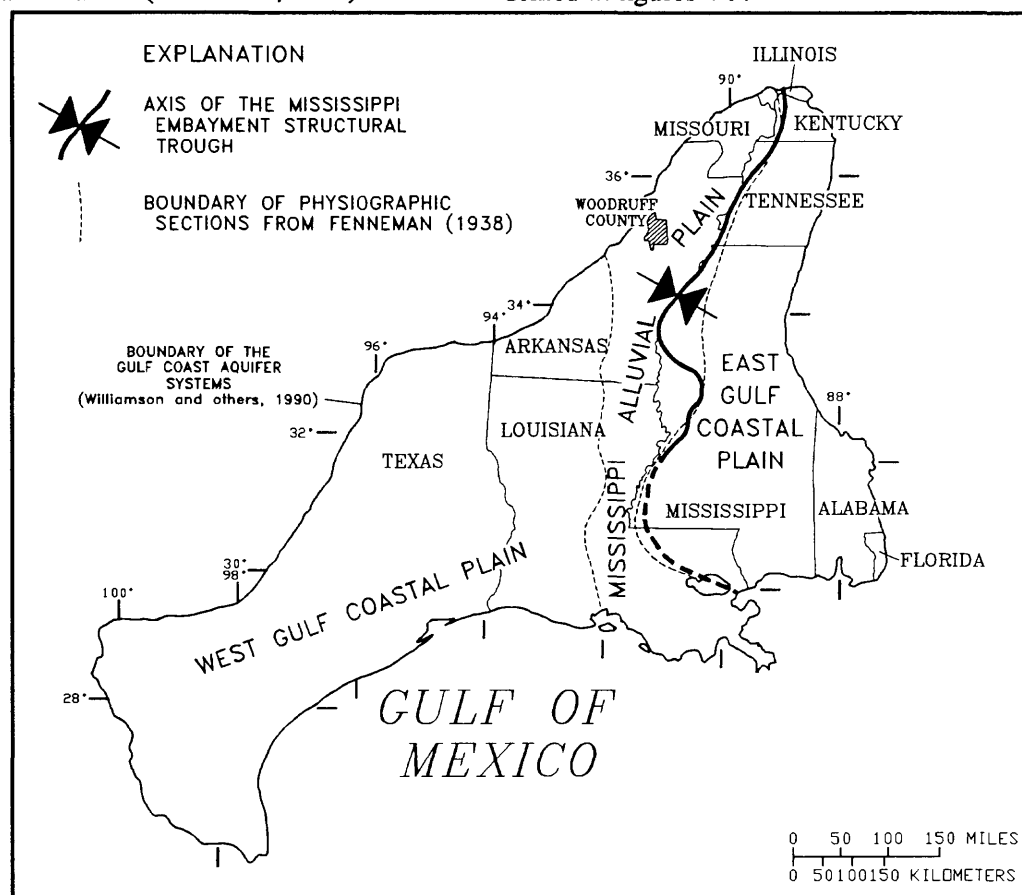 EXPLANATION
AXIS OF THE MISSISSIPPI
EMBAYMENT STRUCTURAL
TROUGH
BOUNDARY OF PHYSIOGRAPHIC
SECTIONS FROM FENNEMAN (1938)
ILLINOIS
90°
MISSOURI
KENTUCKY
36°
TENNESSEE
WOODRUFF
COUNTY
PLAIN
34°
94°
96°
BOUNDARY OF THE
GULF COAST AQUIFER
SYSTEMS
(Williamson and others, 1990)
ARKANSAS
ALLUVIAL
EAST
GULF
COASTAL
PLAIN
88°
32°
LOUISIANA
TEXAS
MISSISSIPPI
MISSISSIPPI
ALABAMA
FLORIDA
30°
98°
100°
WEST GULF COASTAL PLAIN
28°
GULF OF
MEXICO
0 50 100 150 MILES
0 50 100 150 KILOMETERS